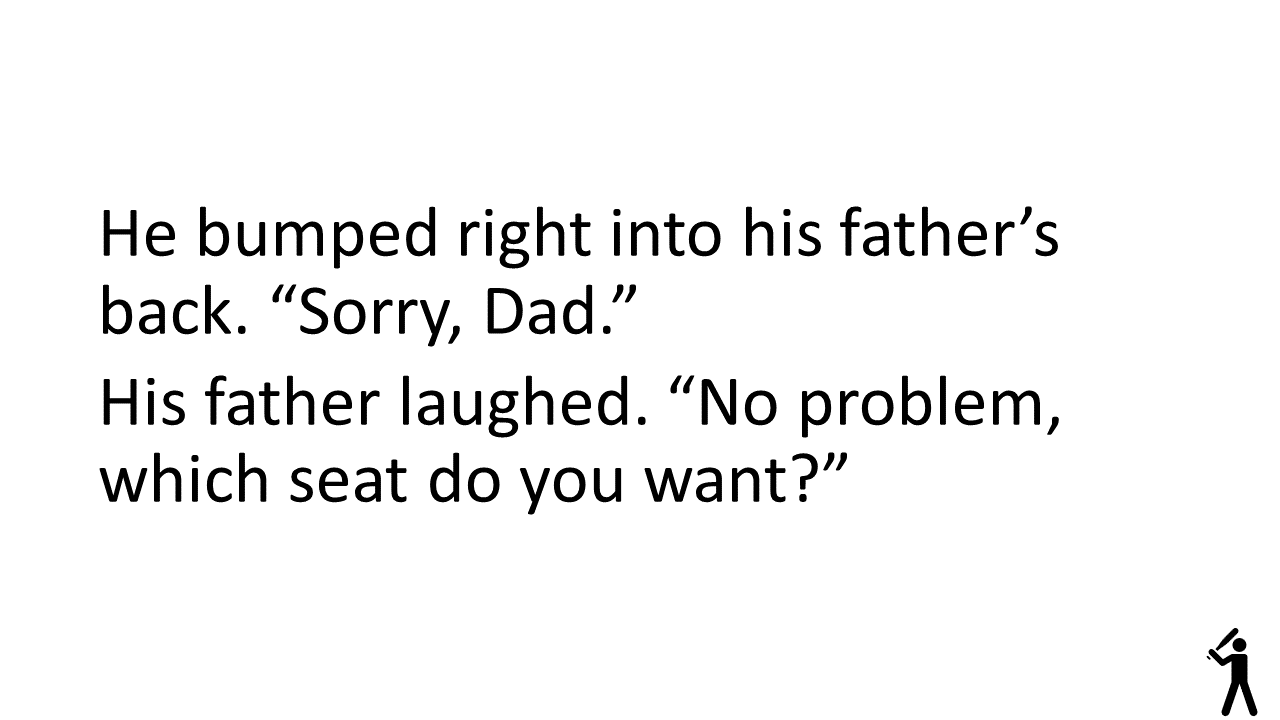 He bumped right into his father’s
back. “Sorry, Dad.”
His father laughed. “No problem,
which seat do you want?”